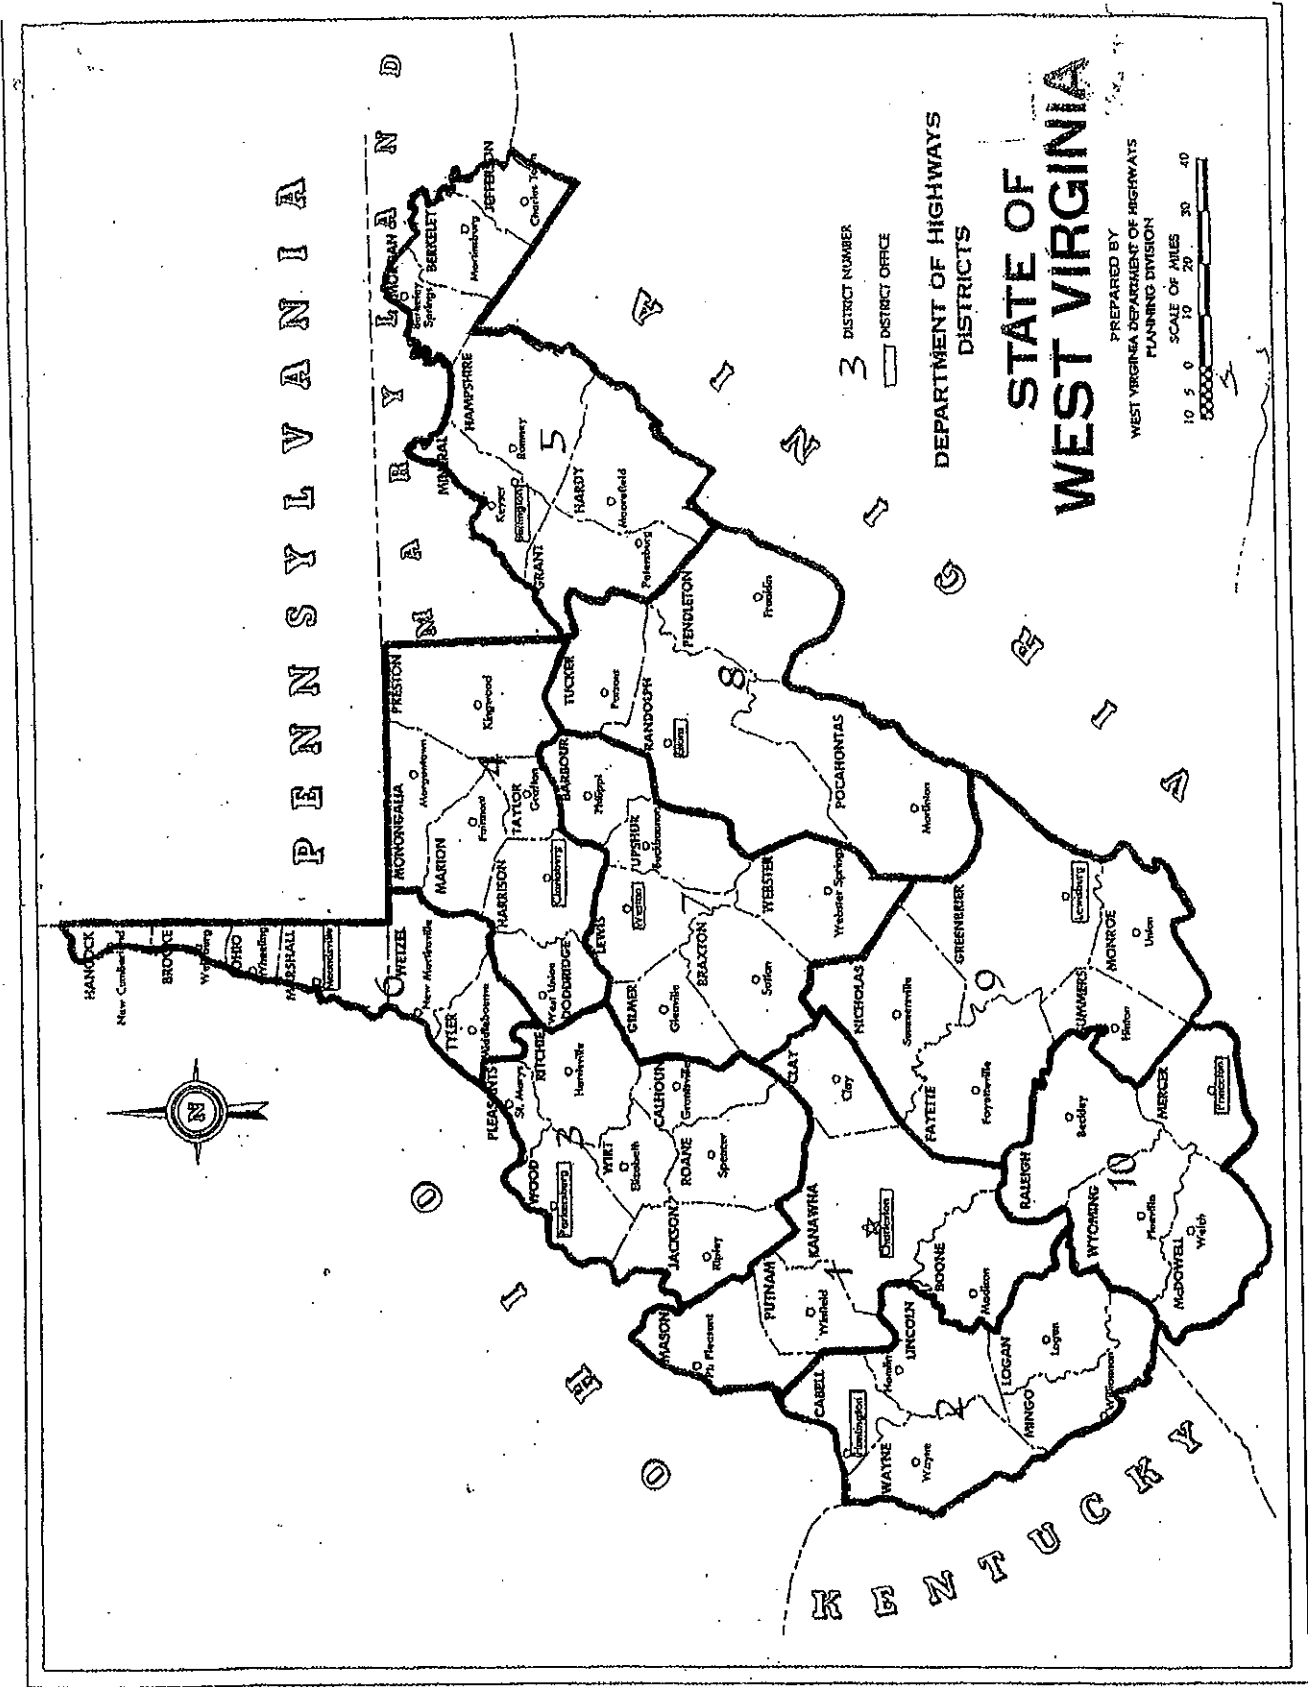 PENNSYLVANIA
MARYLAND
OHIO
VIRGINIA
KENTUCKY
N
HANCOCK
New Cumberland
BROOKE
OHIO
Wheeling
MARSHALL
Moundsville
6
WETZEL
New Martinsville
TYLER
Middlebourne
PLEASANTS
St. Marys
RITCHIE
Harrisville
DODDRIDGE
West Union
MONONGALIA
Morgantown
PRESTON
Kingwood
MARION
Fairmont
4
TAYLOR
Grafton
HARRISON
Clarksburg
BARBOUR
Philippi
TUCKER
Parsons
GRANT
Petersburg
MINERAL
Keyser
Burlington
HAMPSHIRE
Romney
5
HARDY
Moorefield
MORGAN
Berkeley
Springs
BERKELEY
Martinsburg
JEFFERSON
Charles Town
WOOD
Parkersburg
3
WIRT
Elizabeth
CALHOUN
Grantsville
ROANE
Spencer
JACKSON
Ripley
GILMER
Glenville
LEWIS
Weston
UPSHUR
Buckhannon
7
BRAXTON
Sutton
WEBSTER
Webster Springs
RANDOLPH
Elkins
8
PENDLETON
Franklin
POCAHONTAS
Marlinton
MASON
Pt. Pleasant
PUTNAM
Winfield
1
KANAWHA
Charleston
CLAY
Clay
BOONE
Madison
CABELL
Huntington
WAYNE
Wayne
LINCOLN
Hamlin
2
LOGAN
Logan
MINGO
Williamson
NICHOLAS
Summersville
GREENBRIER
Lewisburg
9
FAYETTE
Fayetteville
SUMMERS
Hinton
MONROE
Union
RALEIGH
Beckley
10
MERCER
Princeton
WYOMING
Pineville
McDOWELL
Welch
3 DISTRICT NUMBER
DISTRICT OFFICE
DEPARTMENT OF HIGHWAYS
DISTRICTS
STATE OF
WEST VIRGINIA
PREPARED BY
WEST VIRGINIA DEPARTMENT OF HIGHWAYS
PLANNING DIVISION
SCALE OF MILES
10 5 0 10 20 30 40